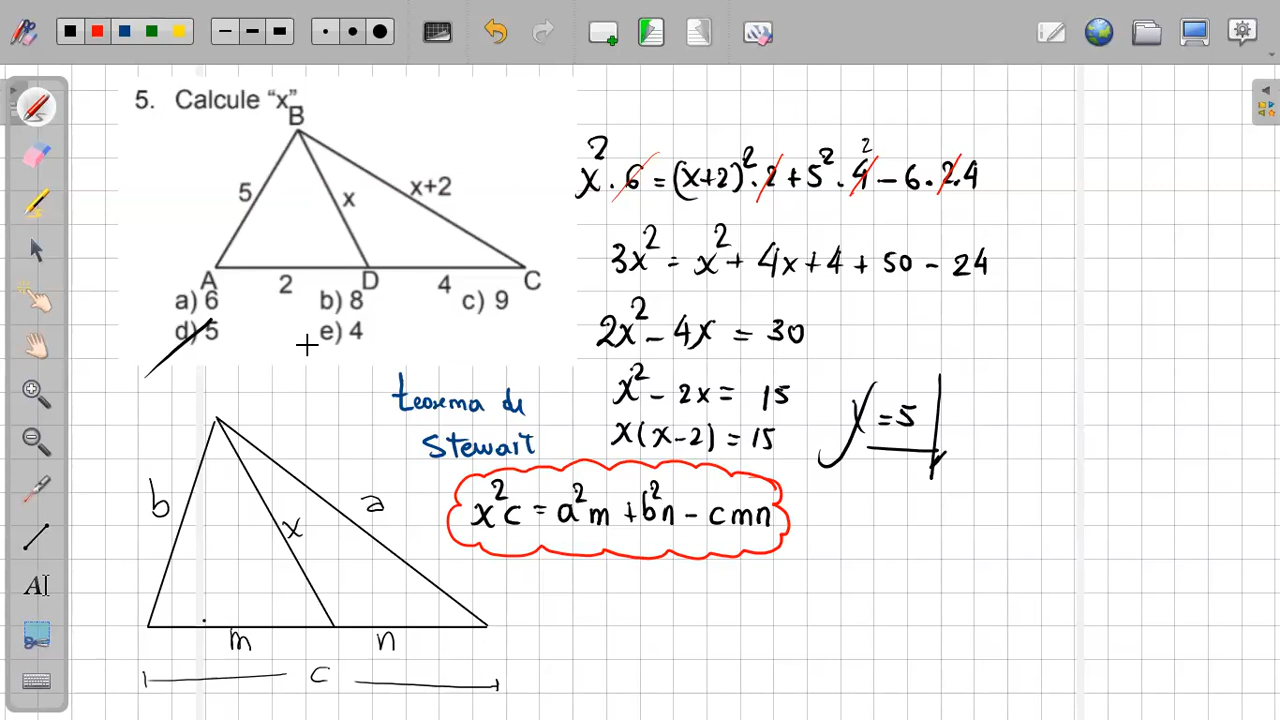 5. Calcule “x”
B
5
x
x+2
A
2
D
4
C
a) 6 b) 8 c) 9
d) 5 e) 4
x² · 6 = (x+2)² · 2 + 5² · 4 2 − 6 · 2 · 4
3x² = x² + 4x + 4 + 50 − 24
2x² − 4x = 30
x² − 2x = 15
x(x−2) = 15
x = 5
teorema de
Stewart
x²c = a²m + b²n − cmn
b
x
a
m
n
c
AI